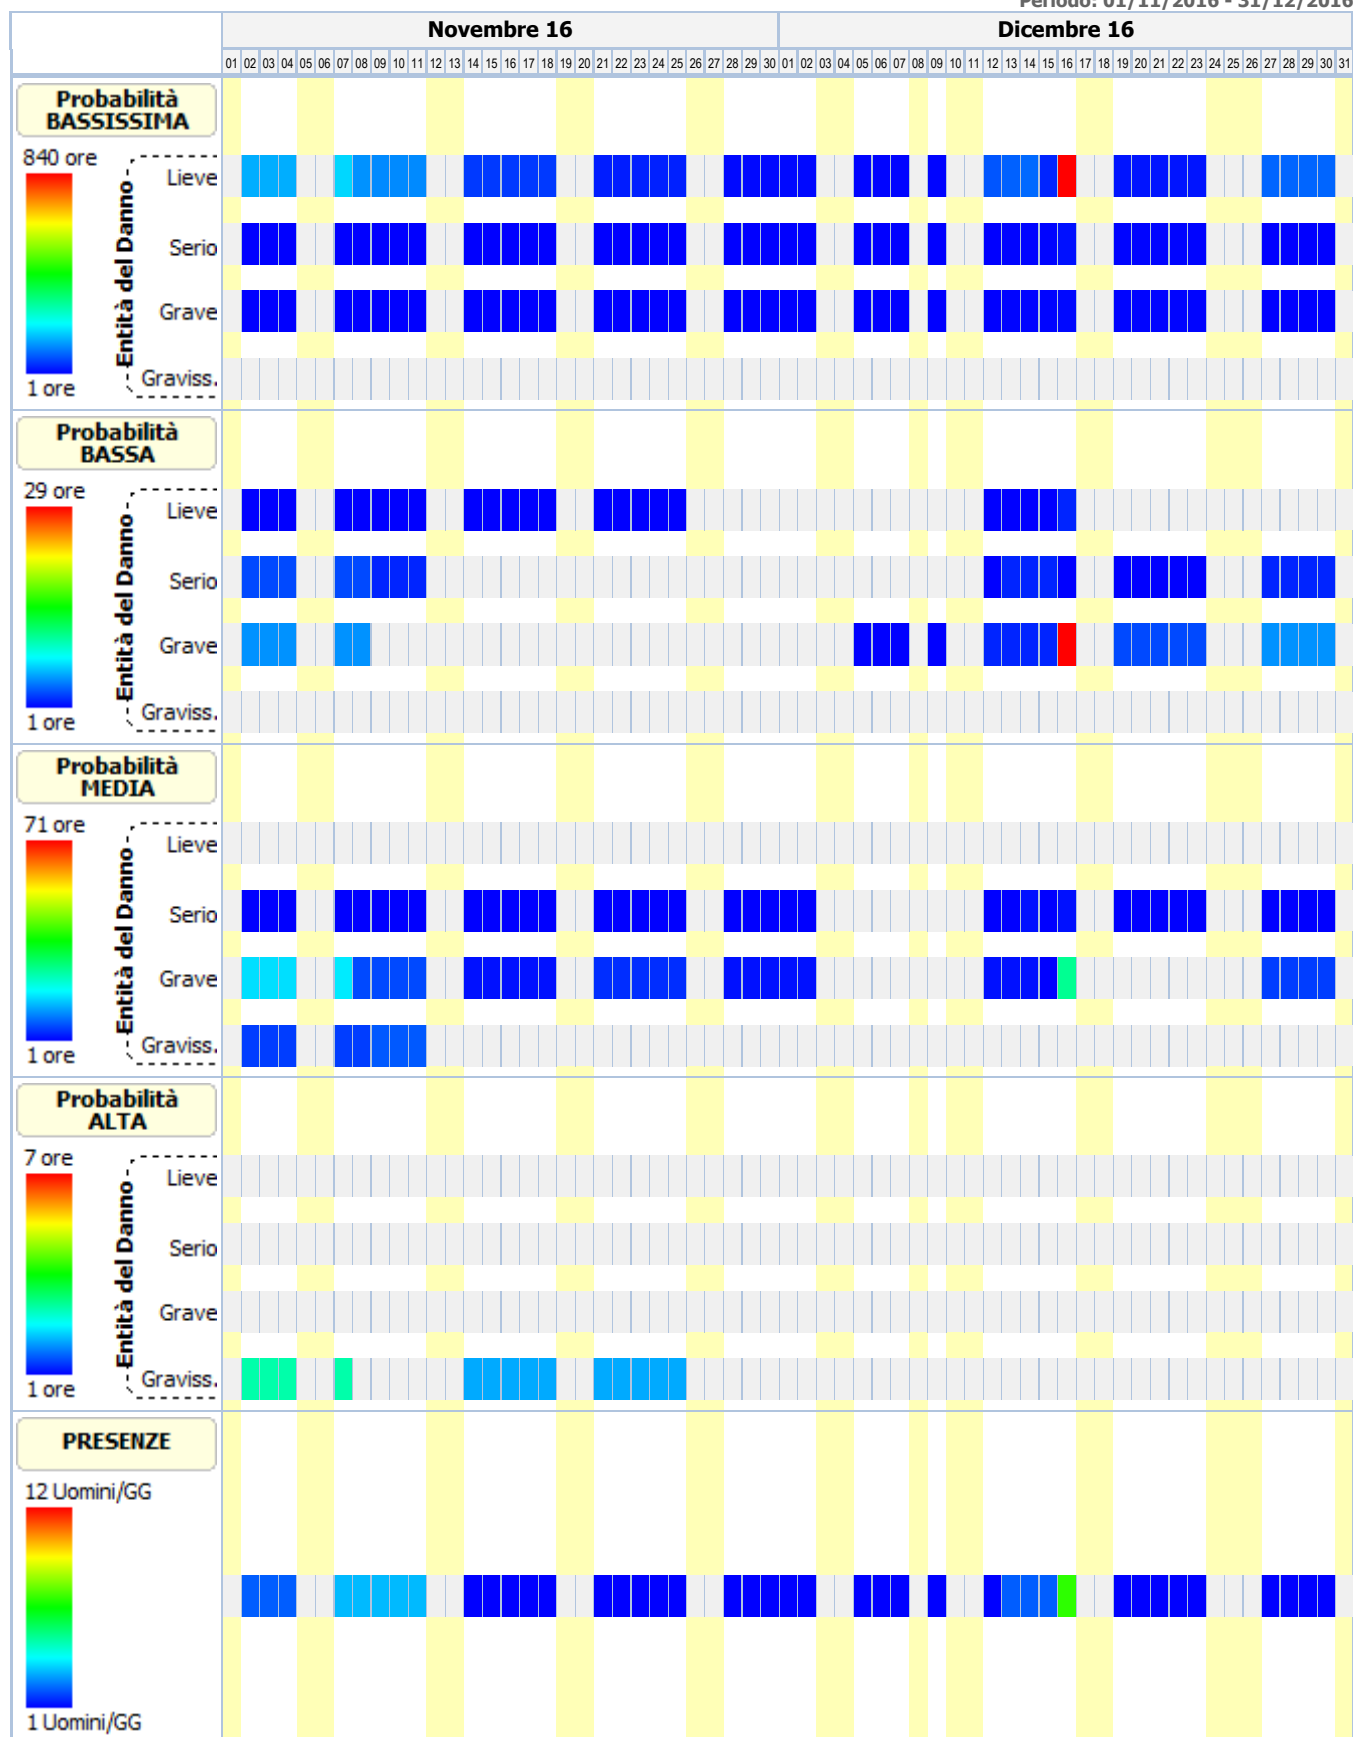 Periodo: 01/11/2016 - 31/12/2016
Novembre 16 Dicembre 16
01 02 03 04 05 06 07 08 09 10 11 12 13 14 15 16 17 18 19 20 21 22 23 24 25 26 27 28 29 30 01 02 03 04 05 06 07 08 09 10 11 12 13 14 15 16 17 18 19 20 21 22 23 24 25 26 27 28 29 30 31
Probabilità
BASSISSIMA
840 ore
Entità del Danno
Lieve
Serio
Grave
Graviss.
1 ore
Probabilità
BASSA
29 ore
Entità del Danno
Lieve
Serio
Grave
Graviss.
1 ore
Probabilità
MEDIA
71 ore
Entità del Danno
Lieve
Serio
Grave
Graviss.
1 ore
Probabilità
ALTA
7 ore
Entità del Danno
Lieve
Serio
Grave
Graviss.
1 ore
PRESENZE
12 Uomini/GG
1 Uomini/GG